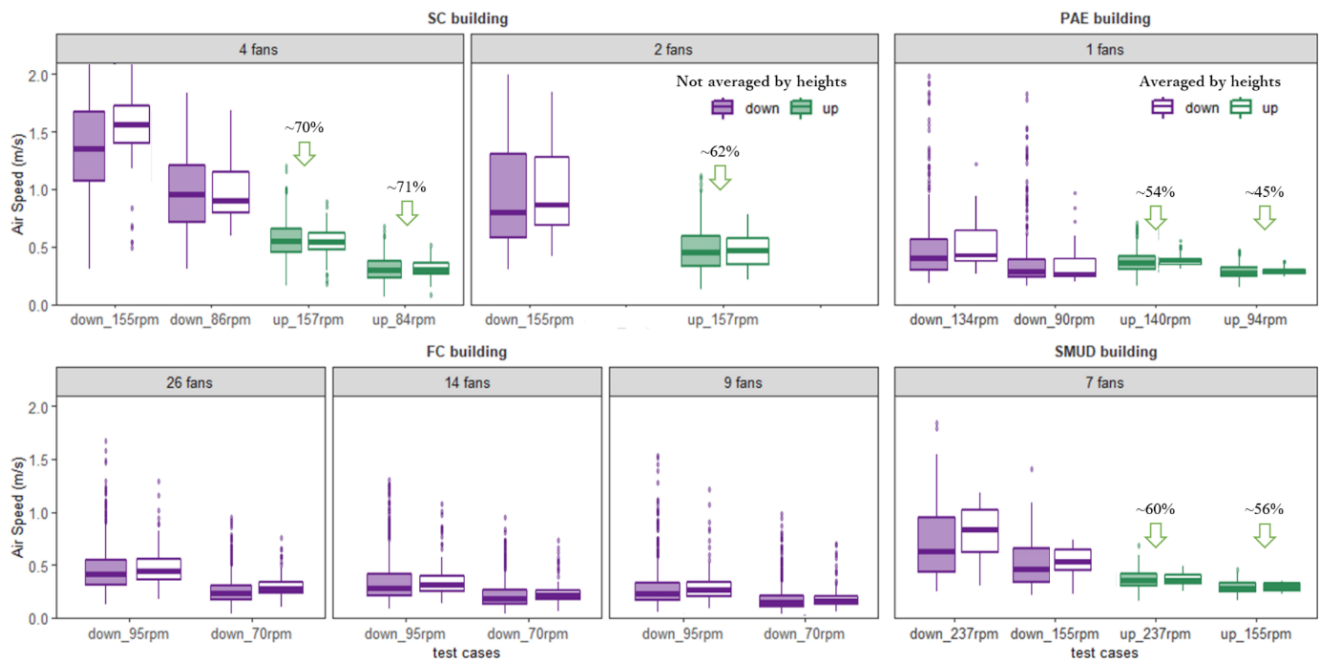 SC building
PAE building
4 fans
2 fans
1 fans
Not averaged by heights
down up
Averaged by heights
down up
Air Speed (m/s)
2.0
1.5
1.0
0.5
0.0
~70%
~71%
~62%
~54%
~45%
down_155rpm down_86rpm up_157rpm up_84rpm
down_155rpm up_157rpm
down_134rpm down_90rpm up_140rpm up_94rpm
FC building
SMUD building
26 fans
14 fans
9 fans
7 fans
Air Speed (m/s)
2.0
1.5
1.0
0.5
0.0
~60%
~56%
down_95rpm down_70rpm
down_95rpm down_70rpm
down_95rpm down_70rpm
down_237rpm down_155rpm up_237rpm up_155rpm
test cases
test cases